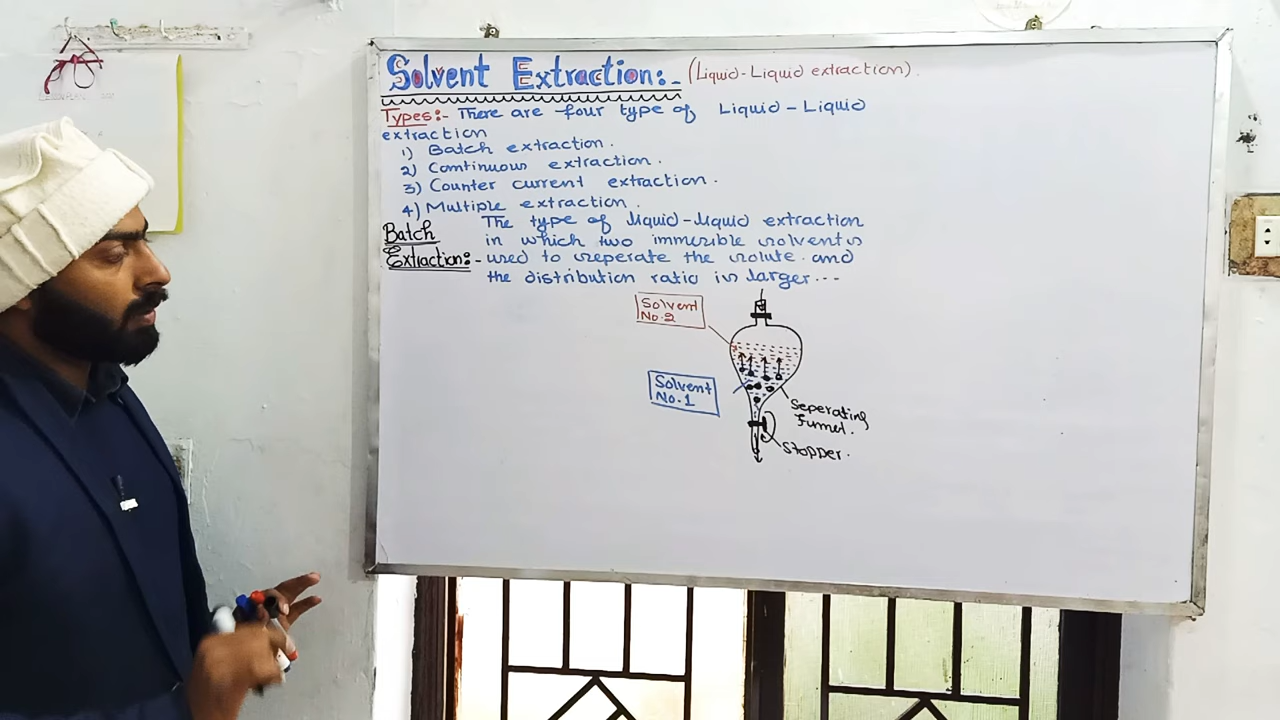 Solvent Extraction:- (Liquid-Liquid extraction).
Types:- There are four type of Liquid-Liquid
extraction
1) Batch extraction.
2) Continuous extraction.
3) Counter current extraction.
4) Multiple extraction.
Batch
Extraction:-
The type of liquid-liquid extraction
in which two immisible solvent is
used to seperate the solute and
the distribution ratio is larger...
Solvent
No.2
Solvent
No.1
Seperating
funnel.
Stopper.